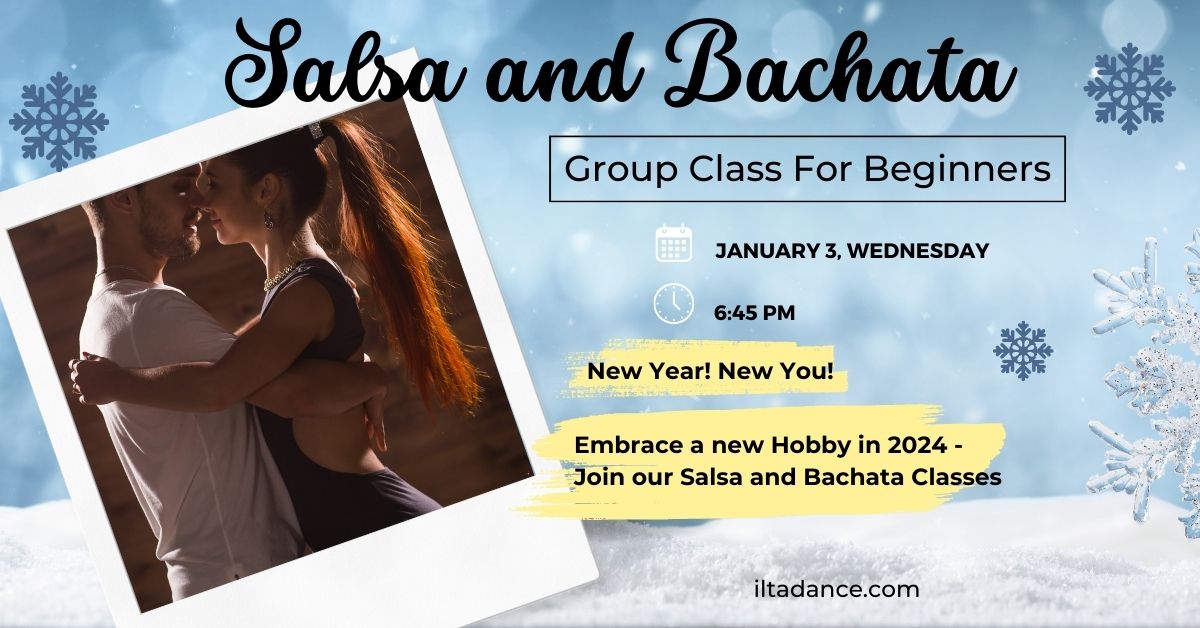 Salsa and Bachata
Group Class For Beginners
JANUARY 3, WEDNESDAY
6:45 PM
New Year! New You!
Embrace a new Hobby in 2024 -
Join our Salsa and Bachata Classes
iltadance.com